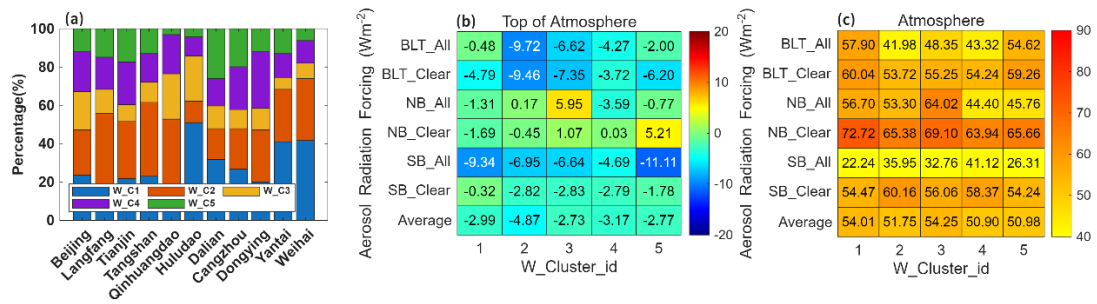 (a)
Percentage(%)
100
80
60
40
20
0
W_C1 W_C2 W_C3
W_C4 W_C5
Beijing
Langfang
Tianjin
Tangshan
Qinhuangdao
Huludao
Dalian
Cangzhou
Dongying
Yantai
Weihai
(b) Top of Atmosphere
Aerosol Radiation Forcing (Wm-2)
BLT_All -0.48 -9.72 -6.62 -4.27 -2.00
BLT_Clear -4.79 -9.46 -7.35 -3.72 -6.20
NB_All -1.31 0.17 5.95 -3.59 -0.77
NB_Clear -1.69 -0.45 1.07 0.03 5.21
SB_All -9.34 -6.95 -6.64 -4.69 -11.11
SB_Clear -0.32 -2.82 -2.83 -2.79 -1.78
Average -2.99 -4.87 -2.73 -3.17 -2.77
1 2 3 4 5
W_Cluster_id
20
10
0
-10
-20
(c) Atmosphere
Aerosol Radiation Forcing (Wm-2)
BLT_All 57.90 41.98 48.35 43.32 54.62
BLT_Clear 60.04 53.72 55.25 54.24 59.26
NB_All 56.70 53.30 64.02 44.40 45.76
NB_Clear 72.72 65.38 69.10 63.94 65.66
SB_All 22.24 35.95 32.76 41.12 26.31
SB_Clear 54.47 60.16 56.06 58.37 54.24
Average 54.01 51.75 54.25 50.90 50.98
1 2 3 4 5
W_Cluster_id
90
80
70
60
50
40